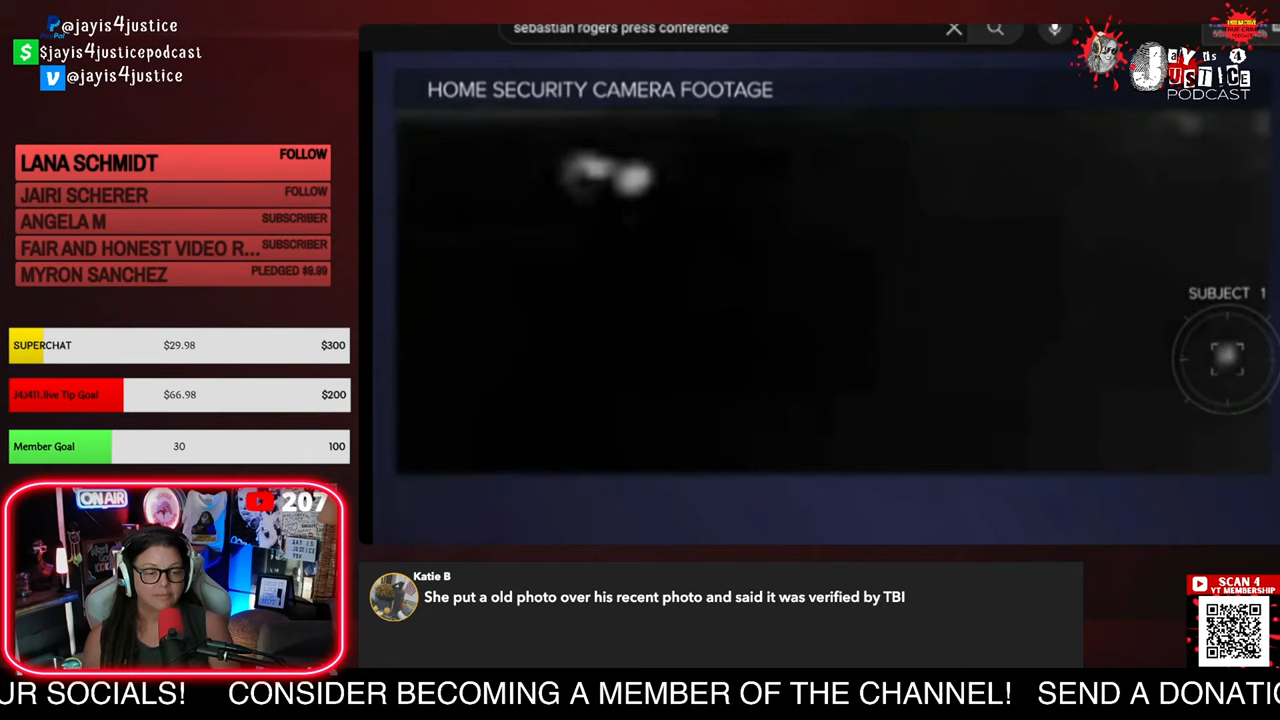 @jayis4justice
$jayis4justicepodcast
@jayis4justice
LANA SCHMIDT FOLLOW
JAIRI SCHERER FOLLOW
ANGELA M SUBSCRIBER
FAIR AND HONEST VIDEO R... SUBSCRIBER
MYRON SANCHEZ PLEDGED $9.99
SUPERCHAT $29.98 $300
J4J411.live Tip Goal $66.98 $200
Member Goal 30 100
ON AIR
207
sebastian rogers press conference
JAY IS 4
JUSTICE
PODCAST
HOME SECURITY CAMERA FOOTAGE
SUBJECT 1
Katie B
She put a old photo over his recent photo and said it was verified by TBI
SCAN 4
YT MEMBERSHIP
UR SOCIALS! CONSIDER BECOMING A MEMBER OF THE CHANNEL! SEND A DONATIO